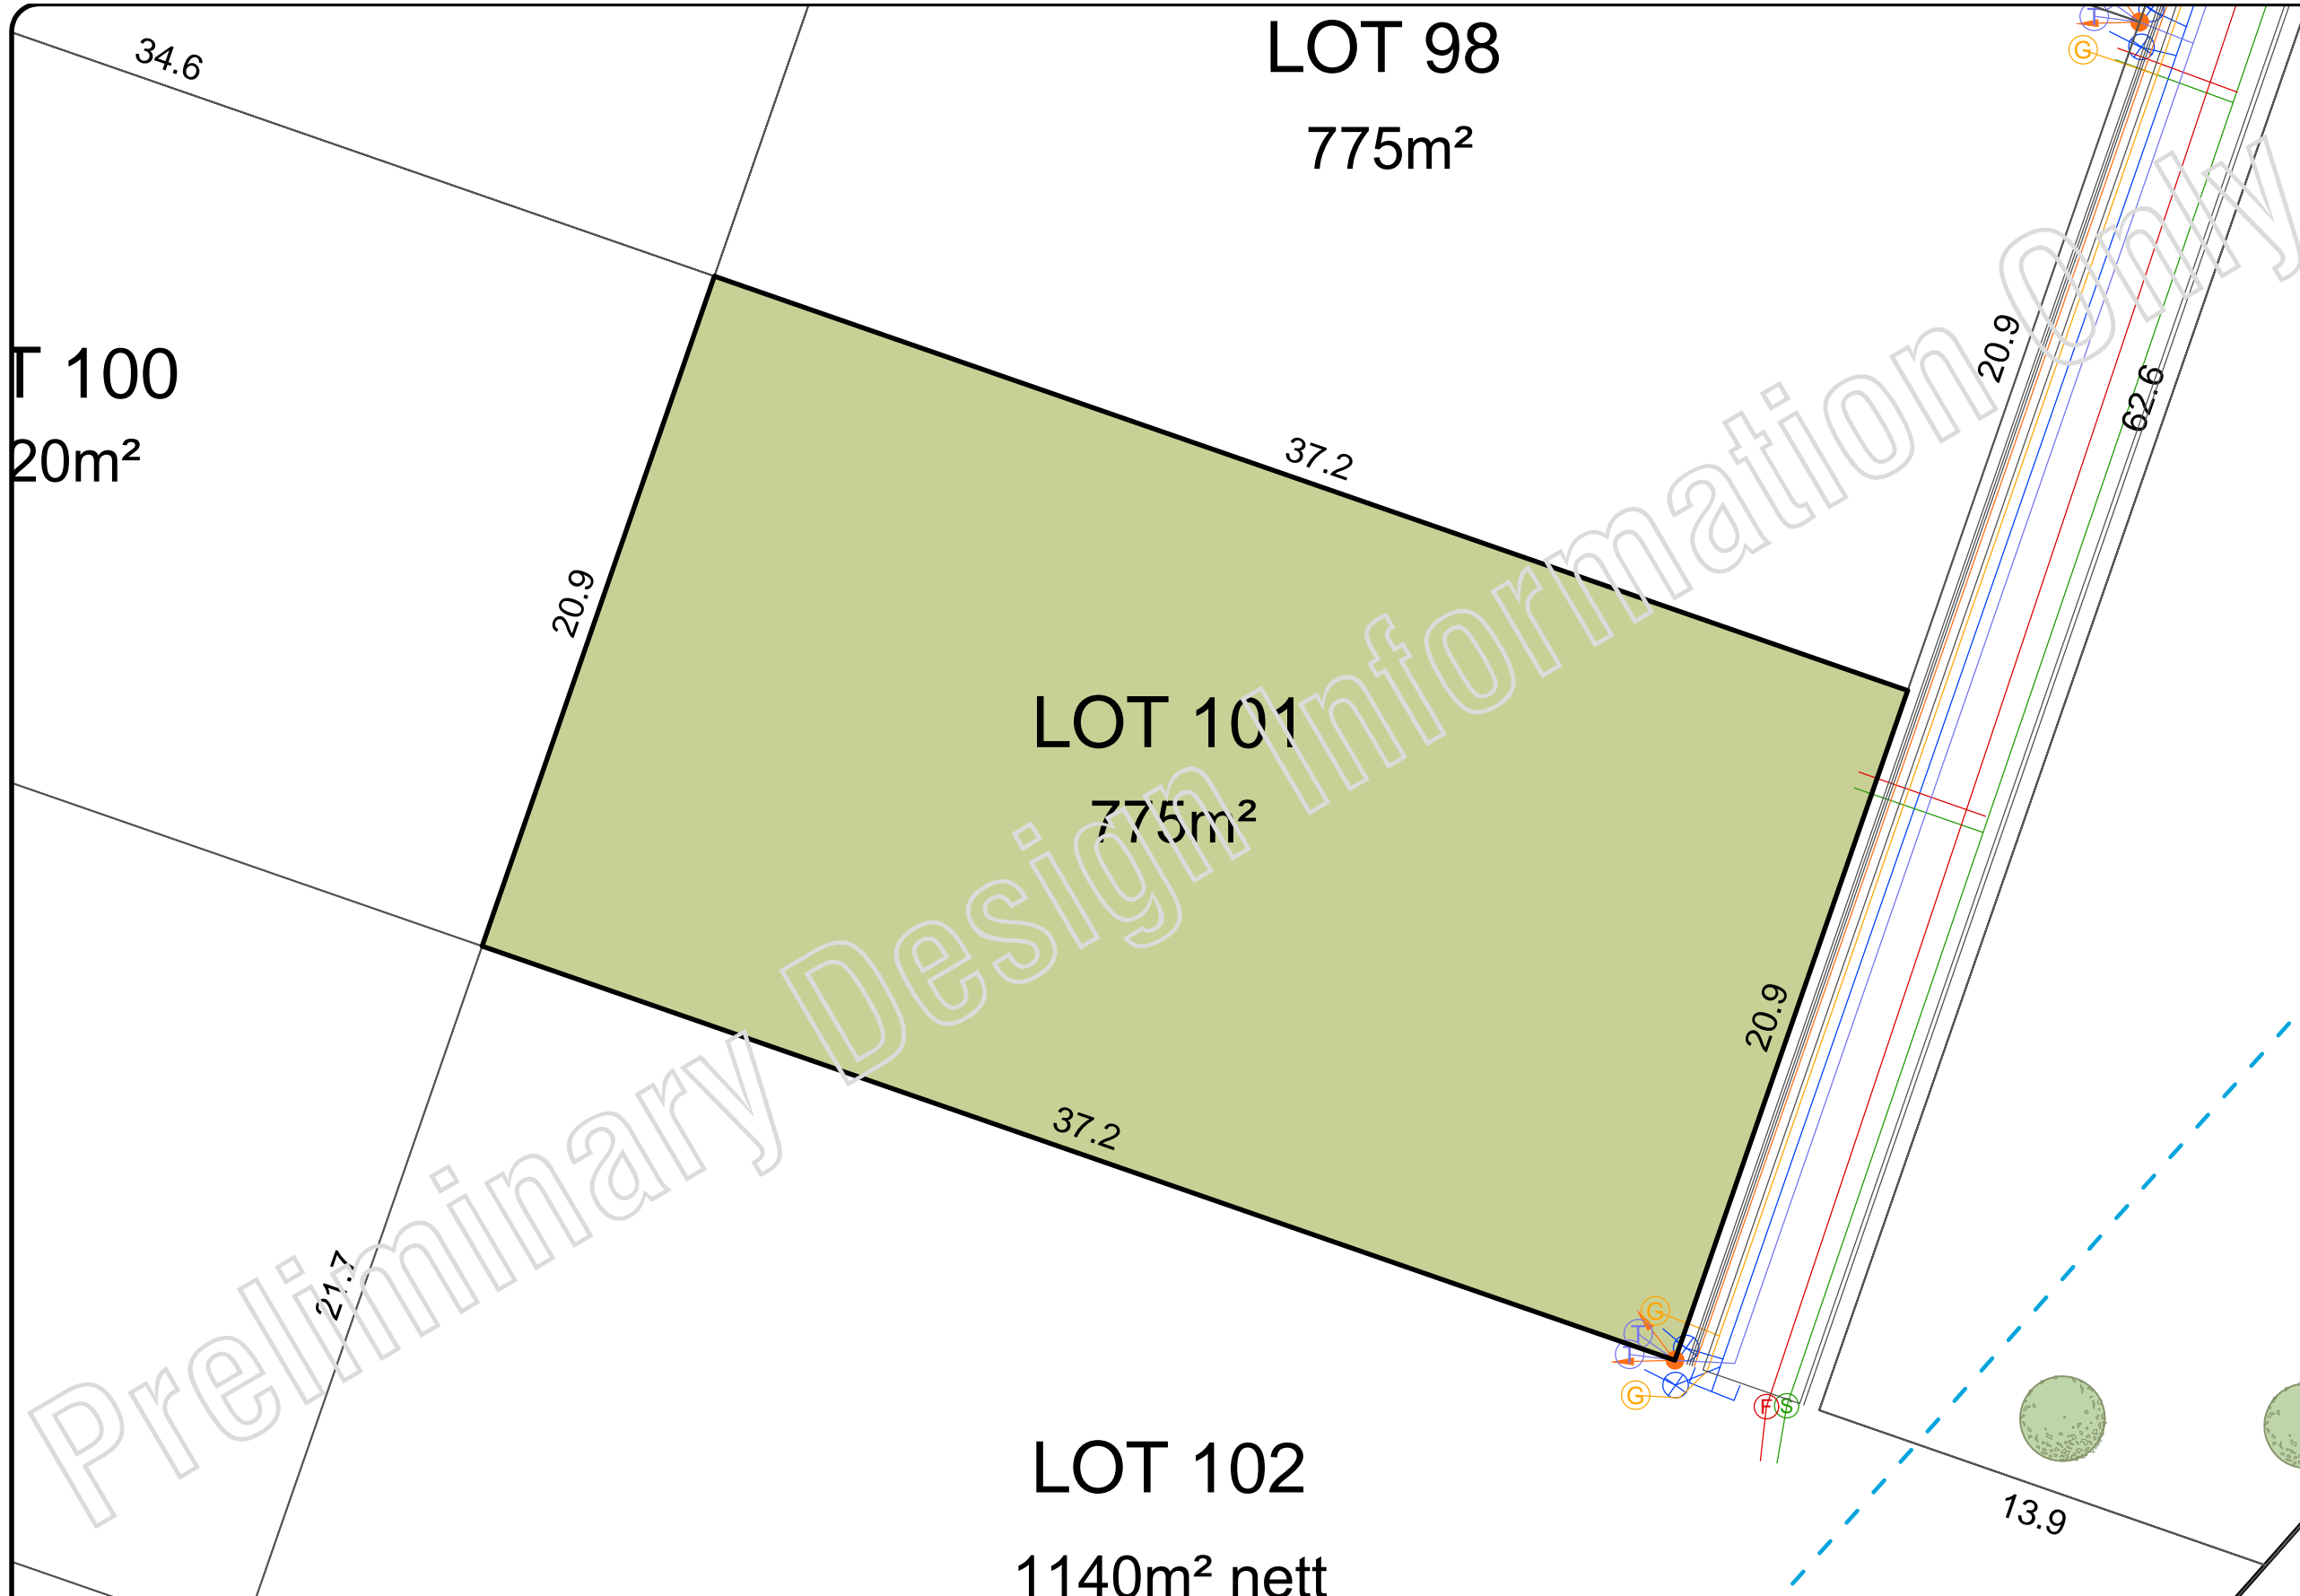 34.6
LOT 98
775m²
T
G
T 100
20m²
20.9
62.6
37.2
20.9
LOT 101
775m²
20.9
37.2
21.1
Preliminary Design Information Only
G
T
T
G
F S
LOT 102
1140m² nett
13.9